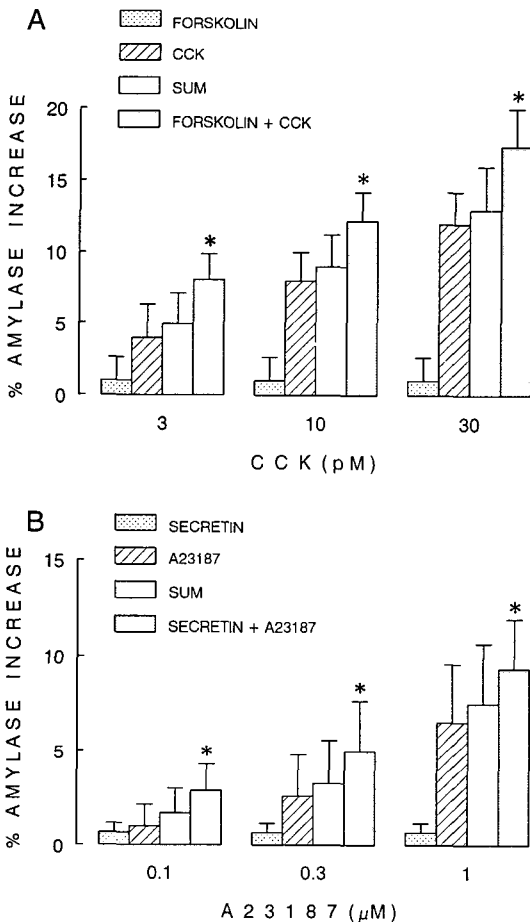 A
FORSKOLIN
CCK
SUM
FORSKOLIN + CCK
% AMYLASE INCREASE
20
15
10
5
0
*
*
*
3
10
30
CCK (pM)
B
SECRETIN
A23187
SUM
SECRETIN + A23187
% AMYLASE INCREASE
15
10
5
0
*
*
*
0.1
0.3
1
A23187 (μM)